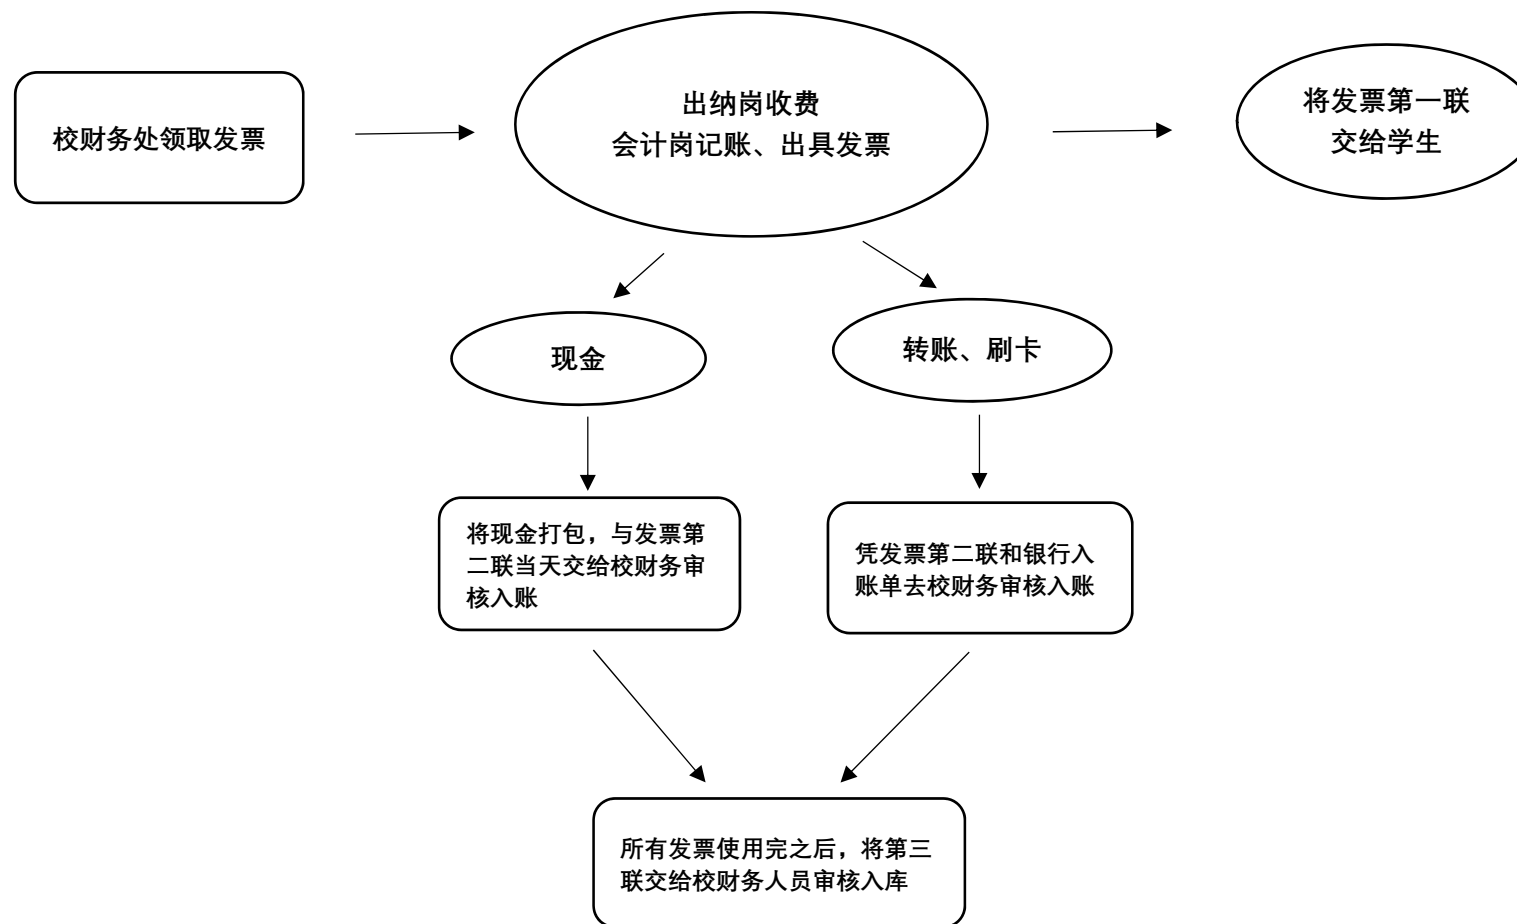 校财务处领取发票
出纳岗收费
会计岗记账、出具发票
将发票第一联
交给学生
现金
转账、刷卡
将现金打包，与发票第
二联当天交给校财务审
核入账
凭发票第二联和银行入
账单去校财务审核入账
所有发票使用完之后，将第三
联交给校财务人员审核入库